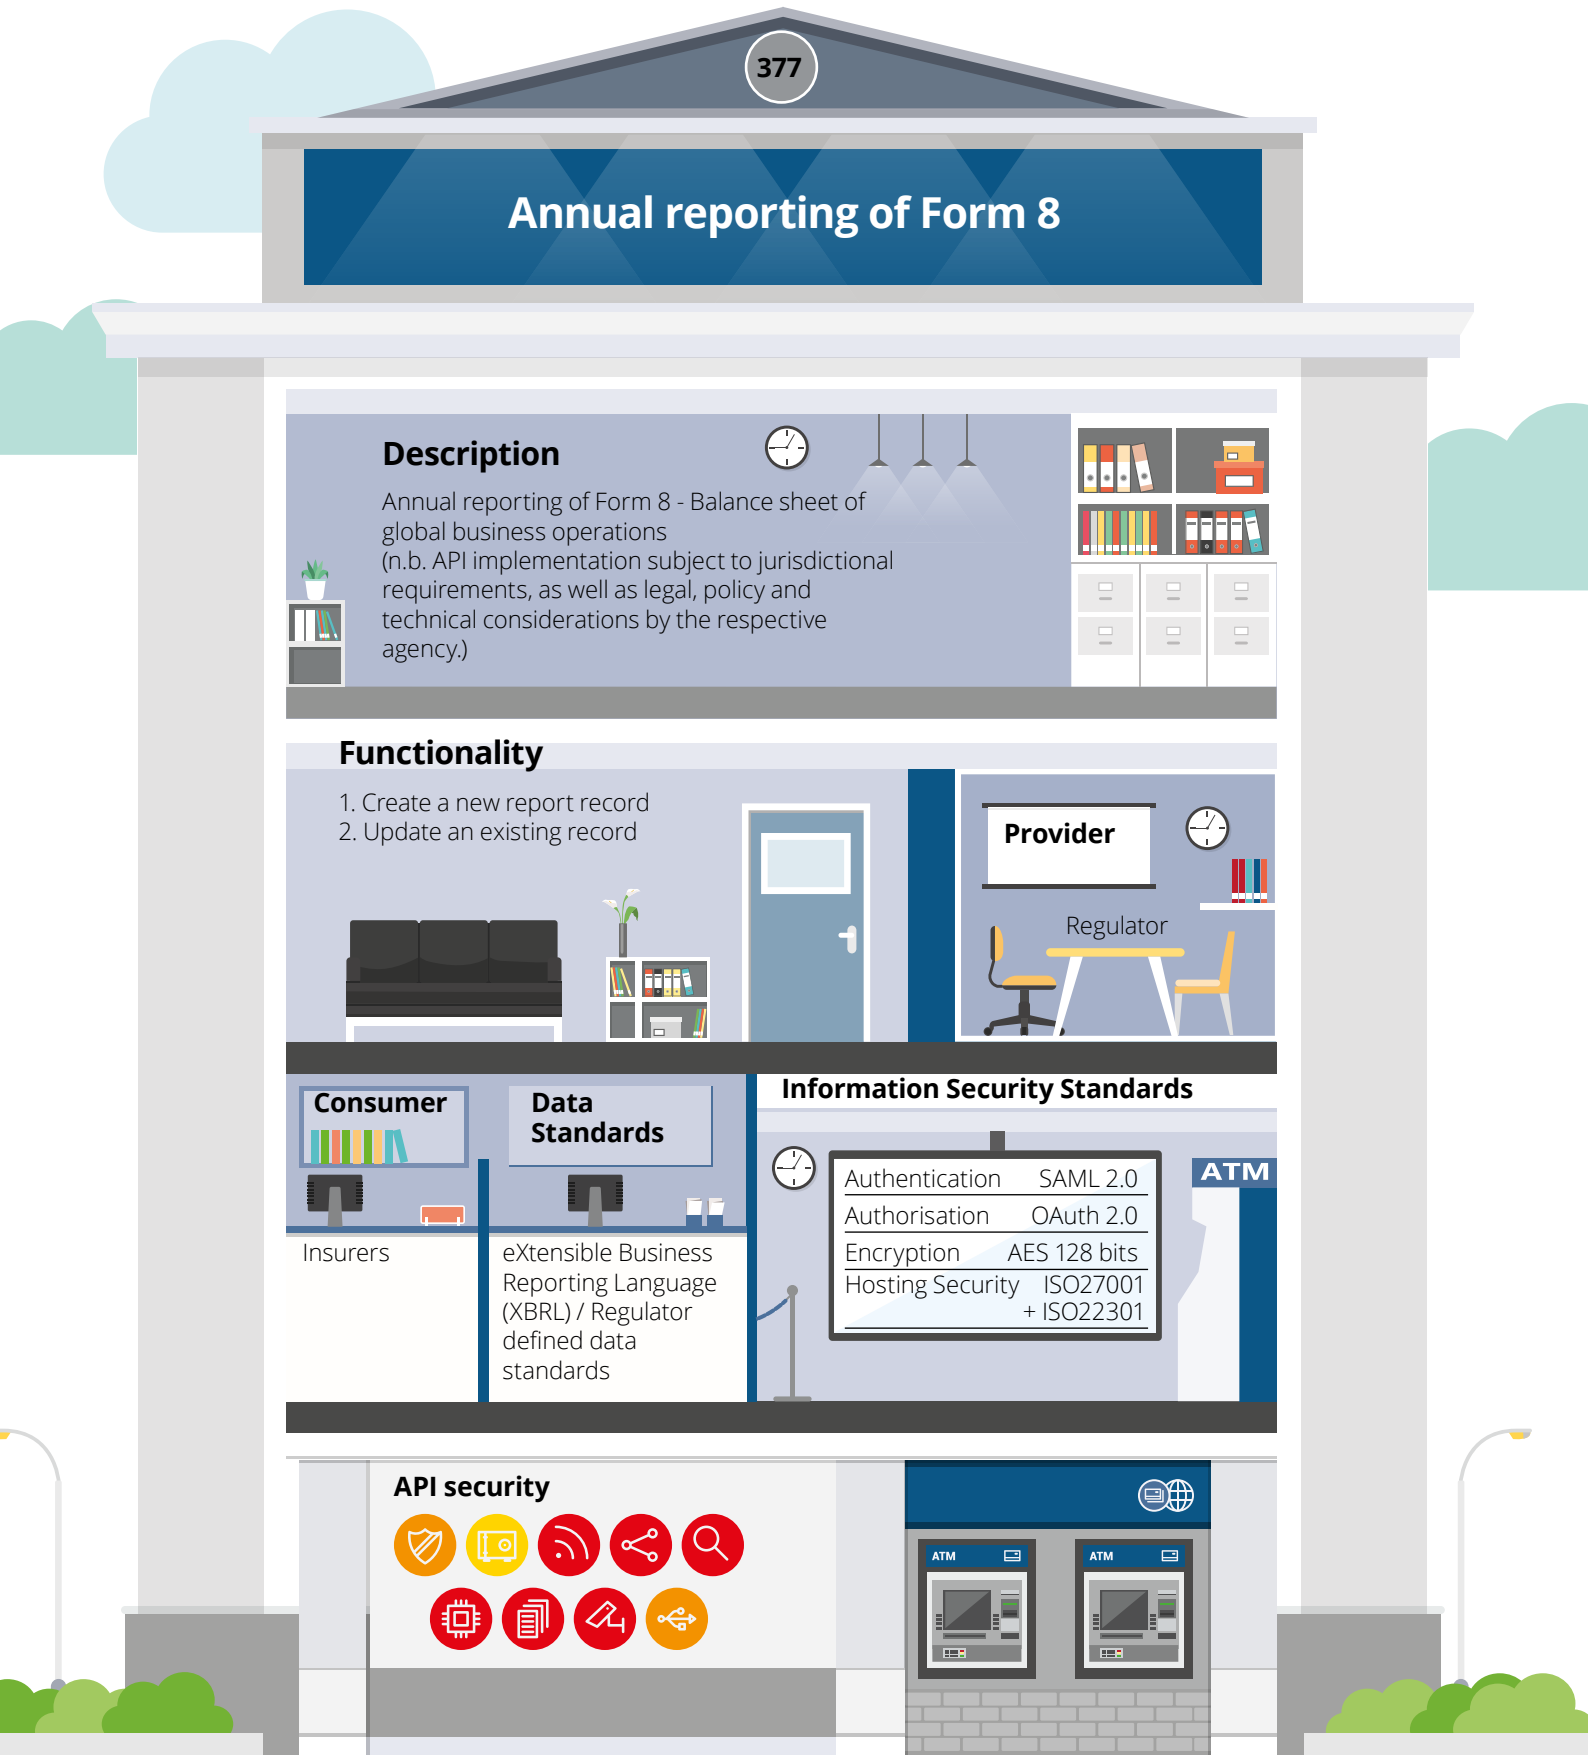 377
Annual reporting of Form 8
Description
Annual reporting of Form 8 - Balance sheet of
global business operations
(n.b. API implementation subject to jurisdictional
requirements, as well as legal, policy and
technical considerations by the respective
agency.)
Functionality
1. Create a new report record
2. Update an existing record
Provider
Regulator
Consumer
Insurers
Data
Standards
eXtensible Business
Reporting Language
(XBRL) / Regulator
defined data
standards
Information Security Standards
Authentication SAML 2.0
Authorisation OAuth 2.0
Encryption AES 128 bits
Hosting Security ISO27001
+ ISO22301
ATM
API security
ATM
ATM